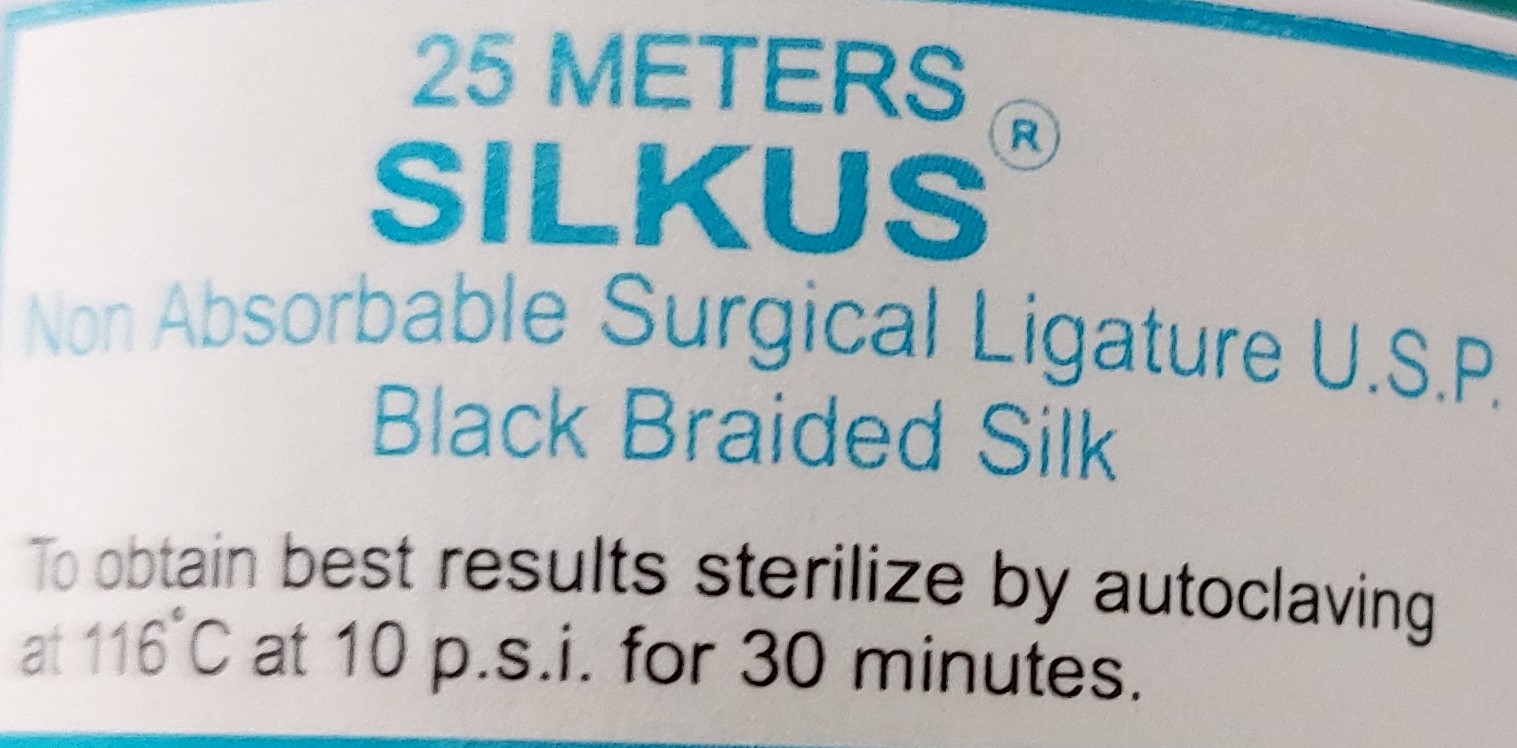 25 METERS
SILKUS®
Non Absorbable Surgical Ligature U.S.P.
Black Braided Silk
To obtain best results sterilize by autoclaving
at 116°C at 10 p.s.i. for 30 minutes.